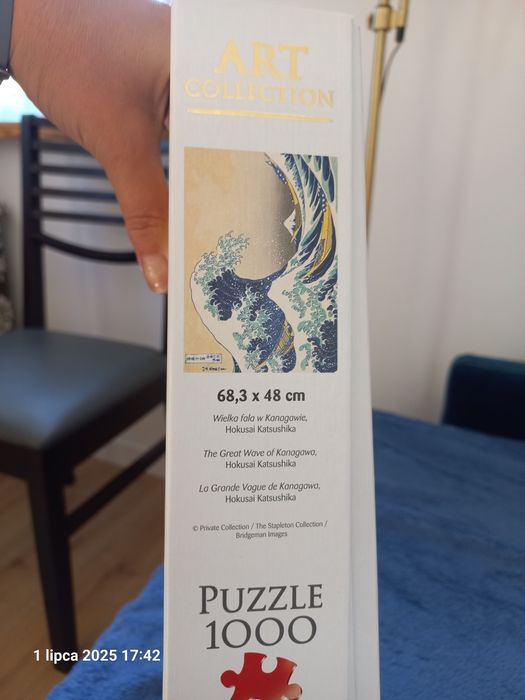 ART
COLLECTION
68,3 x 48 cm
Wielka fala w Kanagawie,
Hokusai Katsushika
The Great Wave of Kanagawa,
Hokusai Katsushika
La Grande Vague de Kanagawa,
Hokusai Katsushika
© Private Collection / The Stapleton Collection /
Bridgeman Images
PUZZLE
1000
1 lipca 2025 17:42